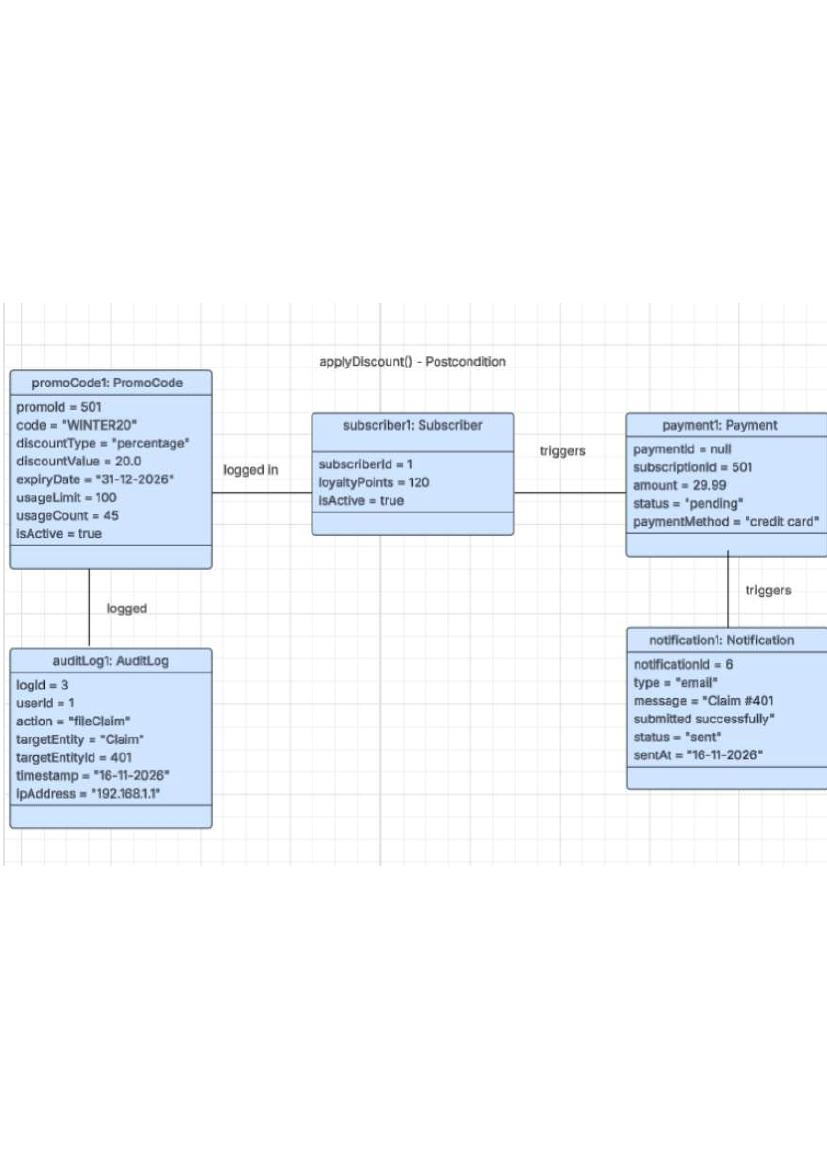 applyDiscount() - Postcondition
promoCode1: PromoCode
promoId = 501
code = "WINTER20"
discountType = "percentage"
discountValue = 20.0
expiryDate = "31-12-2026"
usageLimit = 100
usageCount = 45
isActive = true
logged in
subscriber1: Subscriber
subscriberId = 1
loyaltyPoints = 120
isActive = true
triggers
payment1: Payment
paymentId = null
subscriptionId = 501
amount = 29.99
status = "pending"
paymentMethod = "credit card"
logged
triggers
auditLog1: AuditLog
logId = 3
userId = 1
action = "fileClaim"
targetEntity = "Claim"
targetEntityId = 401
timestamp = "16-11-2026"
ipAddress = "192.168.1.1"
notification1: Notification
notificationId = 6
type = "email"
message = "Claim #401
submitted successfully"
status = "sent"
sentAt = "16-11-2026"